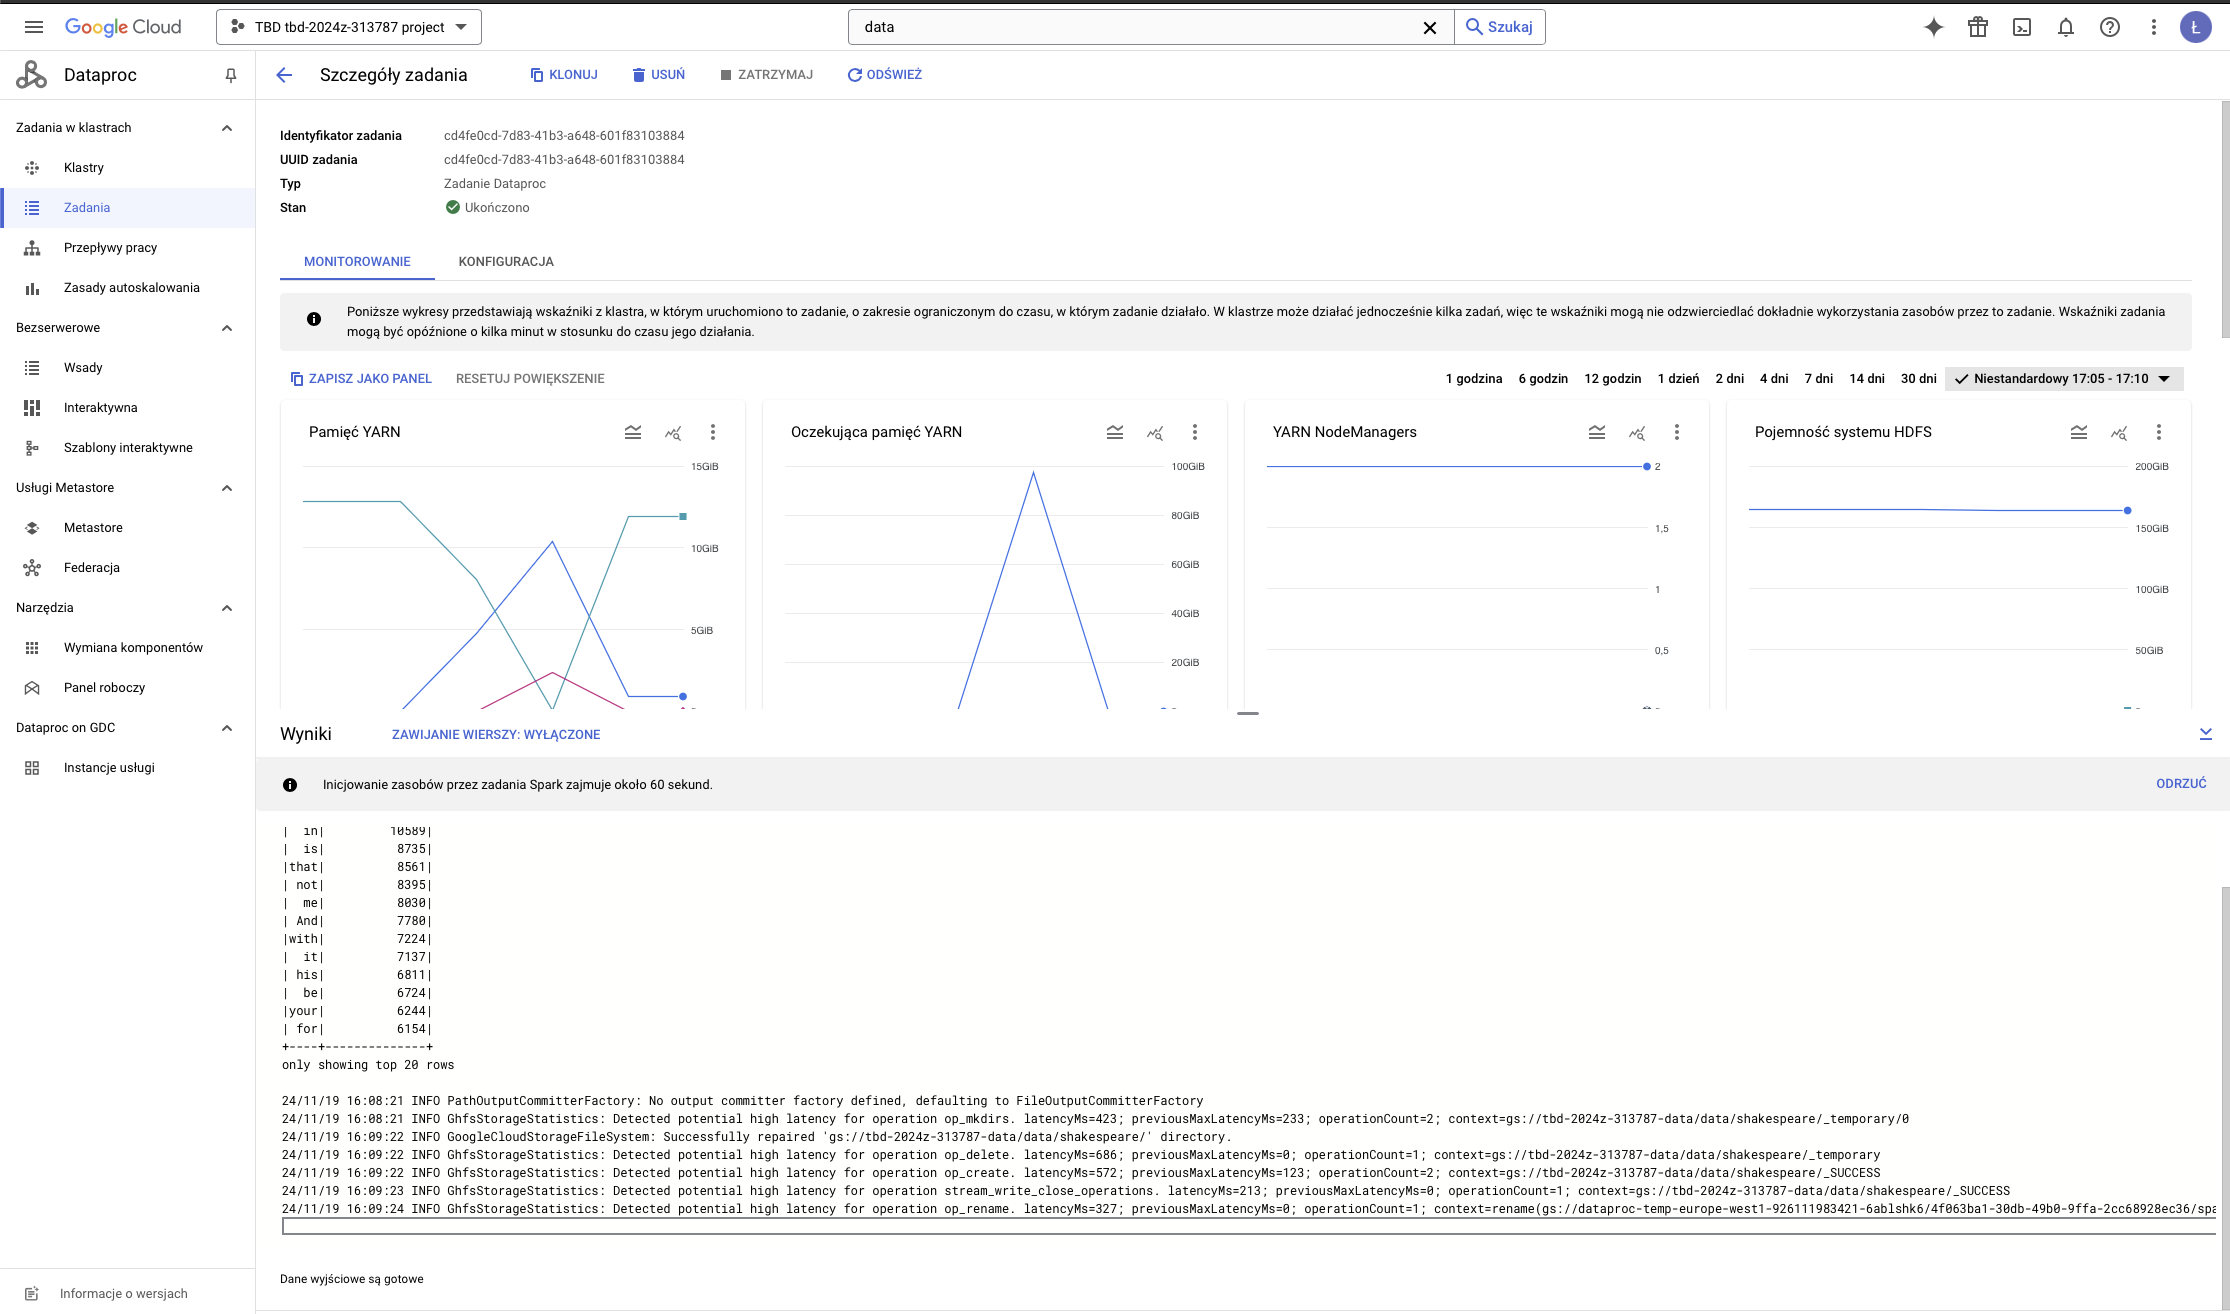 Google Cloud
TBD tbd-2024z-313787 project
data
Szukaj
Ł
Dataproc
Szczegóły zadania
KLONUJ
USUŃ
ZATRZYMAJ
ODŚWIEŻ
Zadania w klastrach
Klastry
Zadania
Przepływy pracy
Zasady autoskalowania
Bezserwerowe
Wsady
Interaktywna
Szablony interaktywne
Usługi Metastore
Metastore
Federacja
Narzędzia
Wymiana komponentów
Panel roboczy
Dataproc on GDC
Instancje usługi
Informacje o wersjach
Identyfikator zadania cd4fe0cd-7d83-41b3-a648-601f83103884
UUID zadania cd4fe0cd-7d83-41b3-a648-601f83103884
Typ Zadanie Dataproc
Stan Ukończono
MONITOROWANIE KONFIGURACJA
Poniższe wykresy przedstawiają wskaźniki z klastra, w którym uruchomiono to zadanie, o zakresie ograniczonym do czasu, w którym zadanie działało. W klastrze może działać jednocześnie kilka zadań, więc te wskaźniki mogą nie odzwierciedlać dokładnie wykorzystania zasobów przez to zadanie. Wskaźniki zadania
mogą być opóźnione o kilka minut w stosunku do czasu jego działania.
ZAPISZ JAKO PANEL RESETUJ POWIĘKSZENIE
1 godzina 6 godzin 12 godzin 1 dzień 2 dni 4 dni 7 dni 14 dni 30 dni Niestandardowy 17:05 - 17:10
Pamięć YARN
15GiB
10GiB
5GiB
Oczekująca pamięć YARN
100GiB
80GiB
60GiB
40GiB
20GiB
YARN NodeManagers
2
1,5
1
0,5
Pojemność systemu HDFS
200GiB
150GiB
100GiB
50GiB
Wyniki
ZAWIJANIE WIERSZY: WYŁĄCZONE
Inicjowanie zasobów przez zadania Spark zajmuje około 60 sekund.
ODRZUĆ
|  in|         10589|
|  is|          8735|
|that|          8561|
| not|          8395|
|  me|          8030|
| And|          7780|
|with|          7224|
|  it|          7137|
| his|          6811|
|  be|          6724|
|your|          6244|
| for|          6154|
+----+--------------+
only showing top 20 rows
24/11/19 16:08:21 INFO PathOutputCommitterFactory: No output committer factory defined, defaulting to FileOutputCommitterFactory
24/11/19 16:08:21 INFO GhfsStorageStatistics: Detected potential high latency for operation op_mkdirs. latencyMs=423; previousMaxLatencyMs=233; operationCount=2; context=gs://tbd-2024z-313787-data/data/shakespeare/_temporary/0
24/11/19 16:09:22 INFO GoogleCloudStorageFileSystem: Successfully repaired 'gs://tbd-2024z-313787-data/data/shakespeare/' directory.
24/11/19 16:09:22 INFO GhfsStorageStatistics: Detected potential high latency for operation op_delete. latencyMs=686; previousMaxLatencyMs=0; operationCount=1; context=gs://tbd-2024z-313787-data/data/shakespeare/_temporary
24/11/19 16:09:22 INFO GhfsStorageStatistics: Detected potential high latency for operation op_create. latencyMs=572; previousMaxLatencyMs=123; operationCount=2; context=gs://tbd-2024z-313787-data/data/shakespeare/_SUCCESS
24/11/19 16:09:23 INFO GhfsStorageStatistics: Detected potential high latency for operation stream_write_close_operations. latencyMs=213; previousMaxLatencyMs=0; operationCount=1; context=gs://tbd-2024z-313787-data/data/shakespeare/_SUCCESS
24/11/19 16:09:24 INFO GhfsStorageStatistics: Detected potential high latency for operation op_rename. latencyMs=327; previousMaxLatencyMs=0; operationCount=1; context=rename(gs://dataproc-temp-europe-west1-926111983421-6ablshk6/4f063ba1-30db-49b0-9ffa-2cc68928ec36/spa
Dane wyjściowe są gotowe